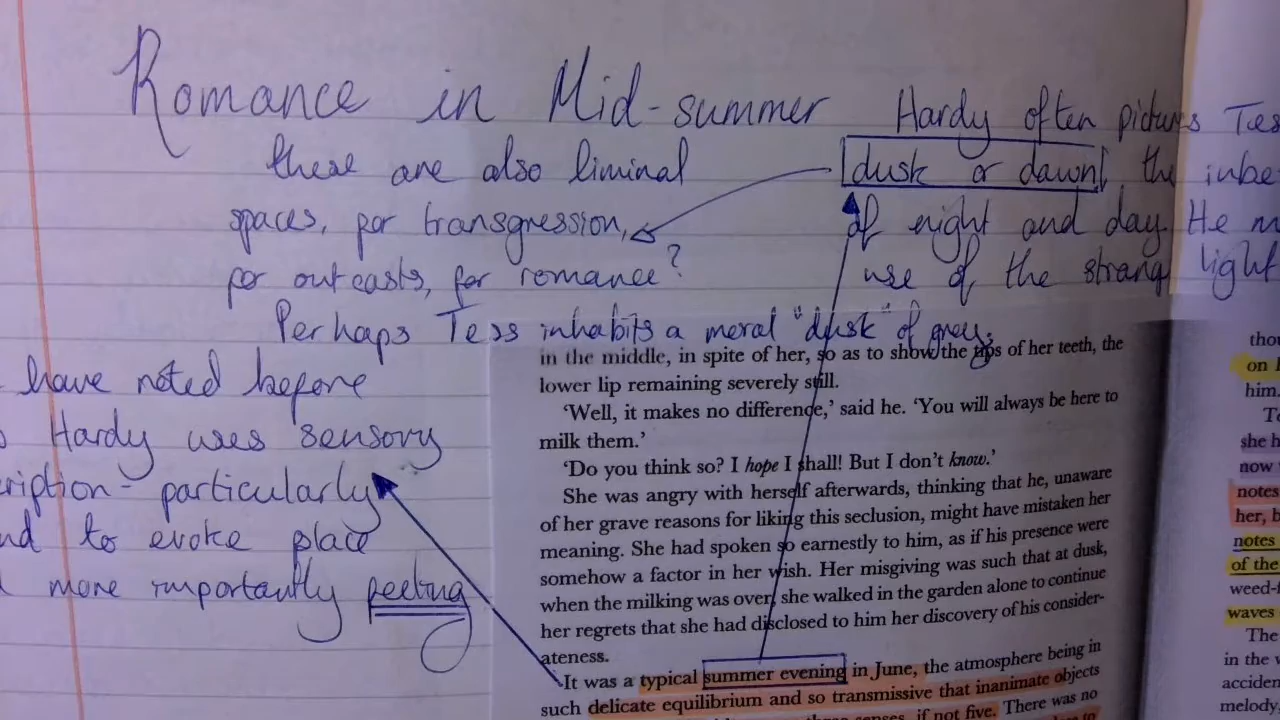 Romance in Mid-summer
these are also liminal
spaces, for transgression,
for outcasts, for romance?
Perhaps Tess inhabits a moral "dusk" of grey.
Hardy often pictures Tes
dusk or dawn, the inbe
of night and day. He m
use of the strang light
have noted before
Hardy uses sensory
cription - particularly
nd to evoke place
more importantly feeling
in the middle, in spite of her, so as to show the tips of her teeth, the
lower lip remaining severely still.
‘Well, it makes no difference,’ said he. ‘You will always be here to
milk them.’
‘Do you think so? I hope I shall! But I don’t know.’
She was angry with herself afterwards, thinking that he, unaware
of her grave reasons for liking this seclusion, might have mistaken her
meaning. She had spoken so earnestly to him, as if his presence were
somehow a factor in her wish. Her misgiving was such that at dusk,
when the milking was over, she walked in the garden alone to continue
her regrets that she had disclosed to him her discovery of his consider-
ateness.
It was a typical summer evening in June, the atmosphere being in
such delicate equilibrium and so transmissive that inanimate objects
senses, if not five. There was no
thou
on
him.
To
she h
now
notes
her, b
notes
of the
weed-f
waves
The
in the w
acciden
melody